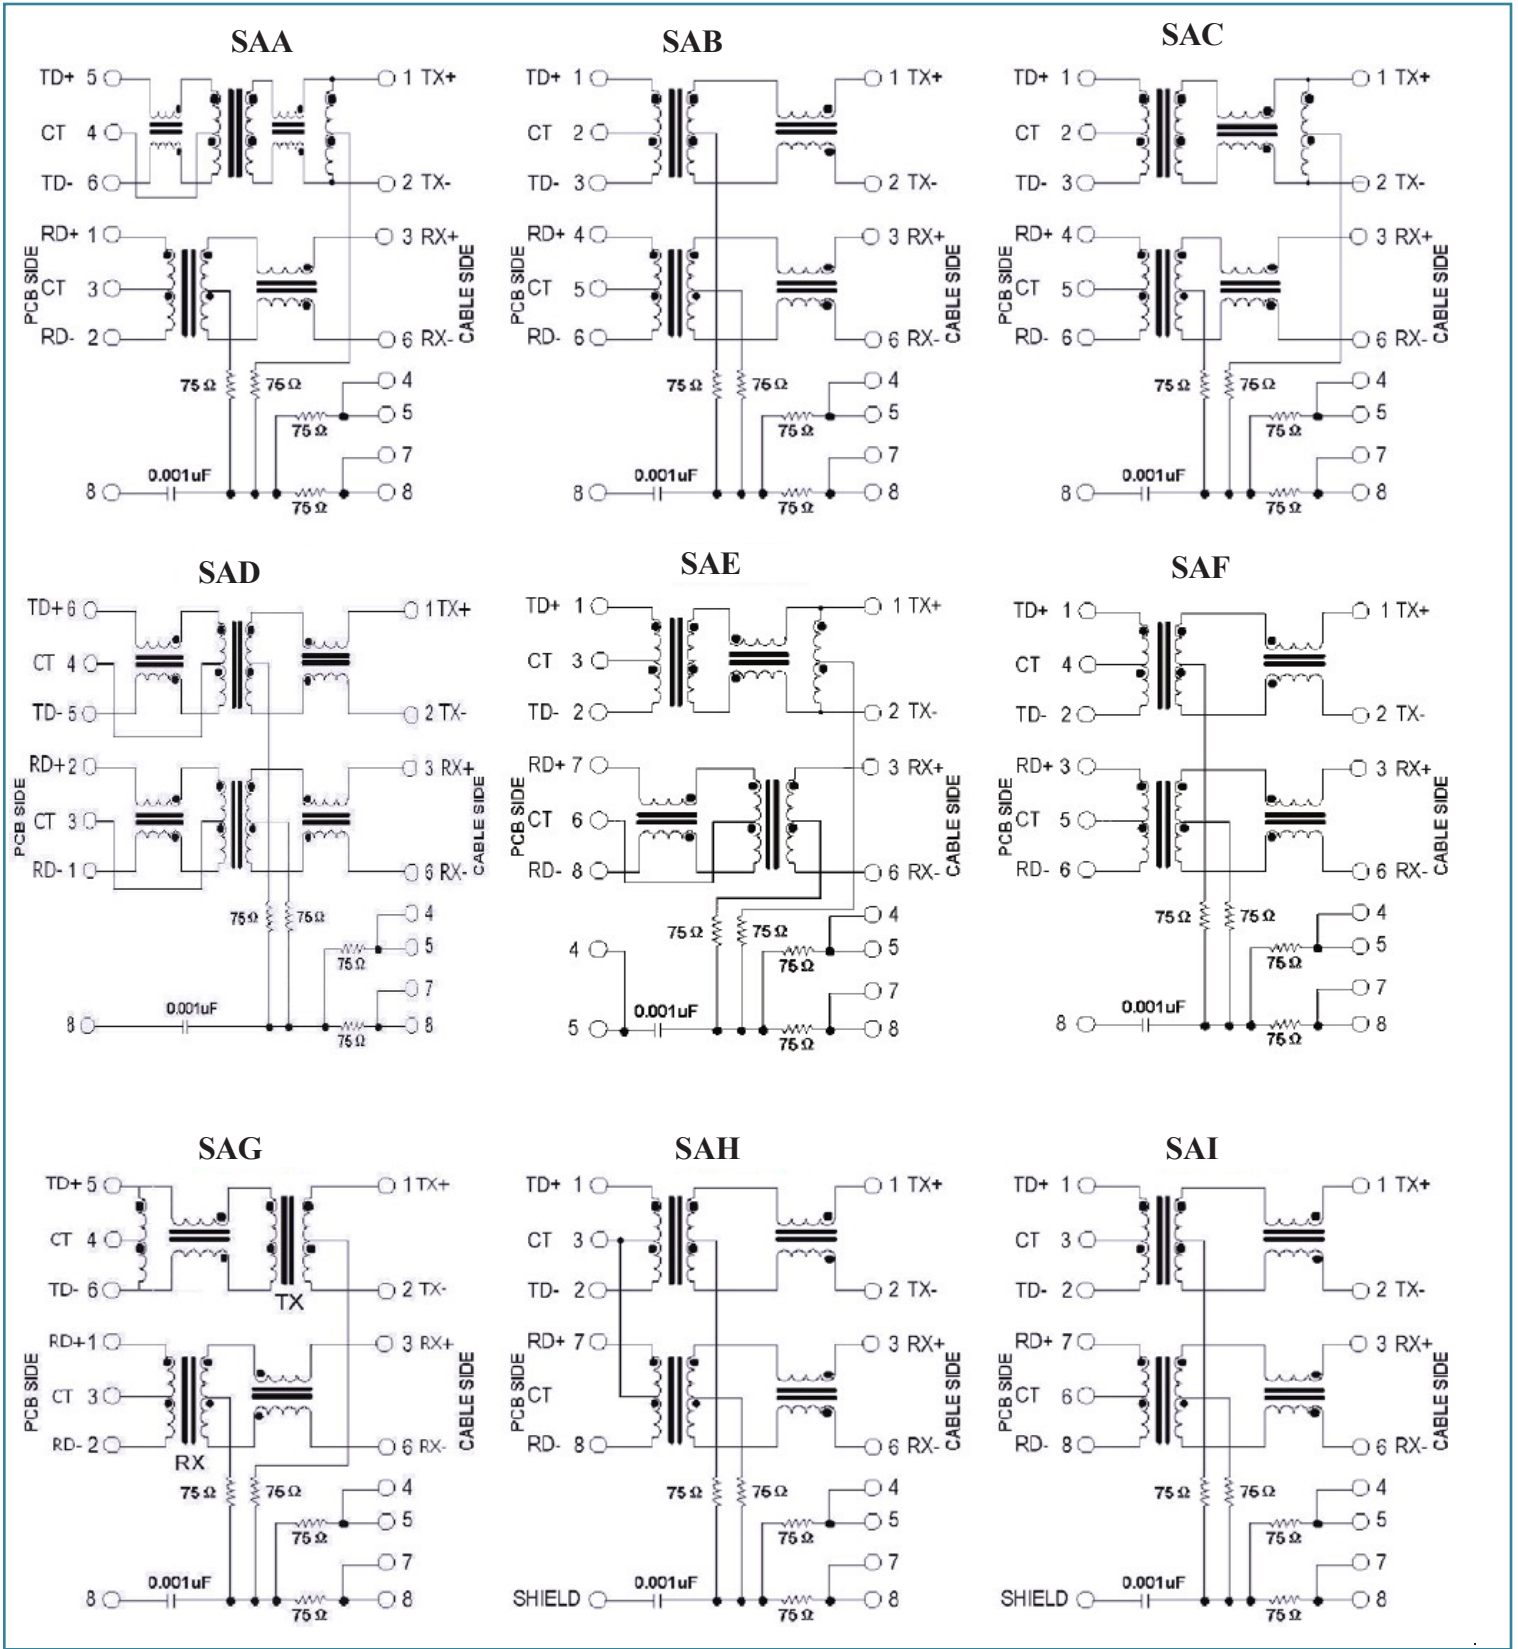 SAA
TD+ 5
1 TX+
CT 4
TD- 6
2 TX-
RD+ 1
3 RX+
PCB SIDE
CABLE SIDE
CT 3
RD- 2
6 RX-
75 Ω 76 Ω
4
5
75 Ω
7
0.001uF
8
8
75 Ω
SAB
TD+ 1
1 TX+
CT 2
TD- 3
2 TX-
RD+ 4
3 RX+
PCB SIDE
CABLE SIDE
CT 5
RD- 6
6 RX-
75 Ω 76 Ω
4
5
75 Ω
7
0.001uF
8
8
75 Ω
SAC
TD+ 1
1 TX+
CT 2
TD- 3
2 TX-
RD+ 4
3 RX+
PCB SIDE
CABLE SIDE
CT 5
RD- 6
6 RX-
75 Ω 76 Ω
4
5
75 Ω
7
0.001uF
8
8
75 Ω
SAD
TD+ 6
1 TX+
CT 4
TD- 5
2 TX-
RD+ 2
3 RX+
PCB SIDE
CABLE SIDE
CT 3
RD- 1
6 RX-
75 Ω 75 Ω
4
5
75 Ω
7
0.001uF
8
8
75 Ω
SAE
TD+ 1
1 TX+
CT 3
TD- 2
2 TX-
RD+ 7
3 RX+
PCB SIDE
CABLE SIDE
CT 6
RD- 8
6 RX-
75 Ω 75 Ω
4
4
5
75 Ω
7
0.001uF
5
8
75 Ω
SAF
TD+ 1
1 TX+
CT 4
TD- 2
2 TX-
RD+ 3
3 RX+
PCB SIDE
CABLE SIDE
CT 5
RD- 6
6 RX-
75 Ω 75 Ω
4
5
75 Ω
7
0.001uF
8
8
75 Ω
SAG
TD+ 5
1 TX+
CT 4
TD- 6
2 TX-
TX
RD+ 1
3 RX+
PCB SIDE
CABLE SIDE
CT 3
RD- 2
6 RX-
RX
75 Ω 76 Ω
4
5
75 Ω
7
0.001uF
8
8
75 Ω
SAH
TD+ 1
1 TX+
CT 3
TD- 2
2 TX-
RD+ 7
3 RX+
PCB SIDE
CABLE SIDE
CT
RD- 8
6 RX-
75 Ω 76 Ω
4
5
75 Ω
7
0.001uF
SHIELD
8
75 Ω
SAI
TD+ 1
1 TX+
CT 3
TD- 2
2 TX-
RD+ 7
3 RX+
PCB SIDE
CABLE SIDE
CT 6
RD- 8
6 RX-
75 Ω 76 Ω
4
5
75 Ω
7
0.001uF
SHIELD
8
75 Ω